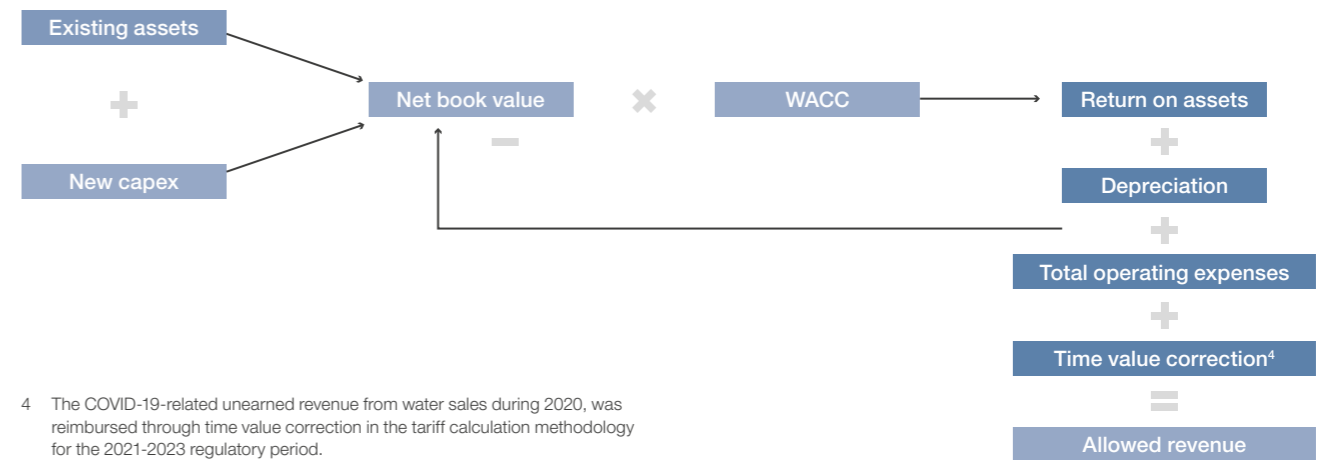 Existing assets
+
New capex
Net book value
−
×
WACC
Return on assets
+
Depreciation
+
Total operating expenses
+
Time value correction⁴
=
Allowed revenue
4 The COVID-19-related unearned revenue from water sales during 2020, was
reimbursed through time value correction in the tariff calculation methodology
for the 2021-2023 regulatory period.